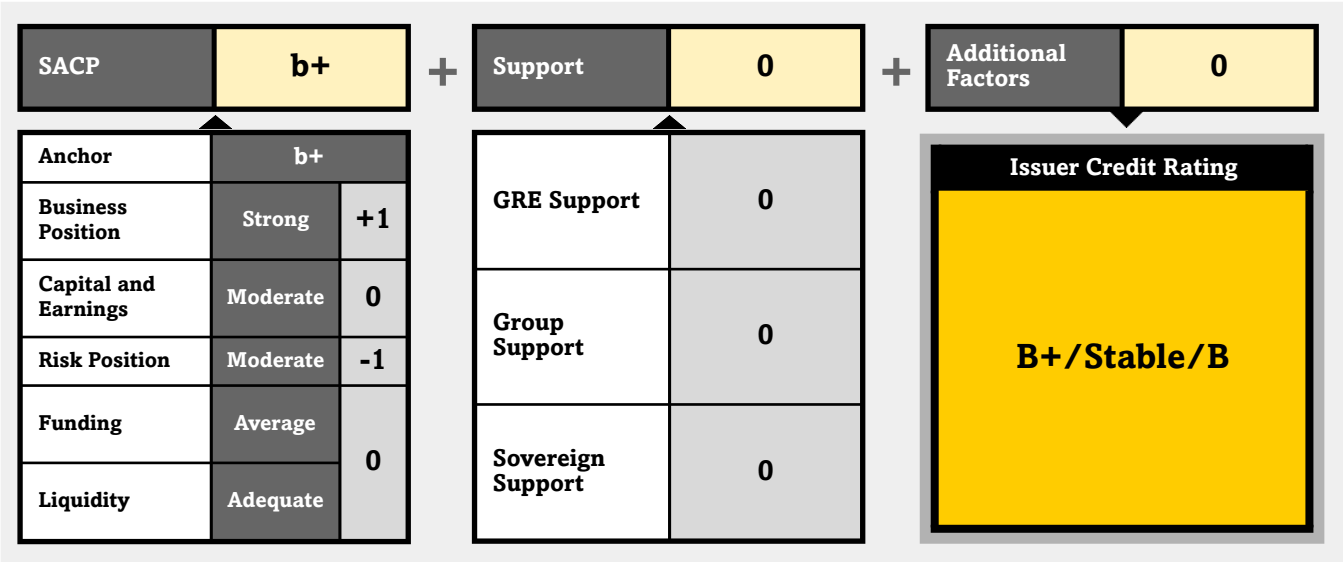 SACP
b+
+
Support
0
+
Additional
Factors
0
Anchor
b+
Business
Position
Strong
+1
Capital and
Earnings
Moderate
0
Risk Position
Moderate
-1
Funding
Average
0
Liquidity
Adequate
GRE Support
0
Group
Support
0
Sovereign
Support
0
Issuer Credit Rating
B+/Stable/B